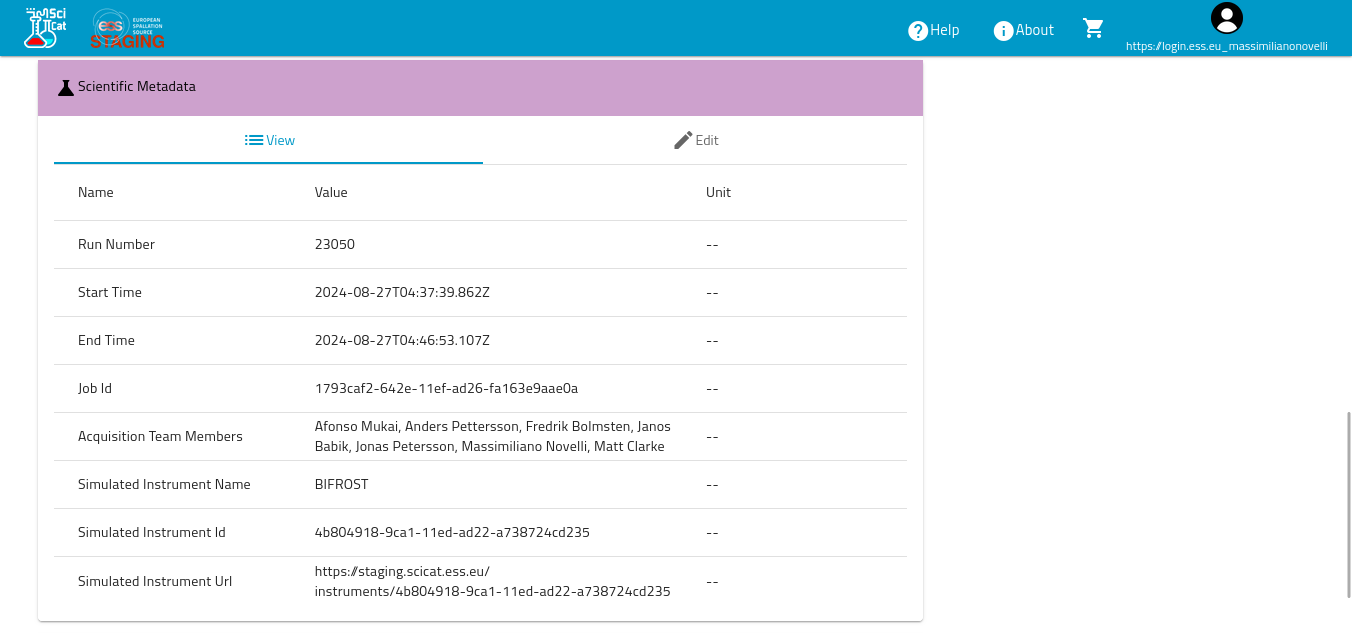 Sci
Cat
ess
EUROPEAN
SPALLATION
SOURCE
STAGING
Help
About
https://login.ess.eu_massimilianonovelli
Scientific Metadata
View
Edit
Name Value Unit
Run Number 23050 --
Start Time 2024-08-27T04:37:39.862Z --
End Time 2024-08-27T04:46:53.107Z --
Job Id 1793caf2-642e-11ef-ad26-fa163e9aae0a --
Acquisition Team Members Afonso Mukai, Anders Pettersson, Fredrik Bolmsten, Janos
Babik, Jonas Petersson, Massimiliano Novelli, Matt Clarke --
Simulated Instrument Name BIFROST --
Simulated Instrument Id 4b804918-9ca1-11ed-ad22-a738724cd235 --
Simulated Instrument Url https://staging.scicat.ess.eu/
instruments/4b804918-9ca1-11ed-ad22-a738724cd235 --